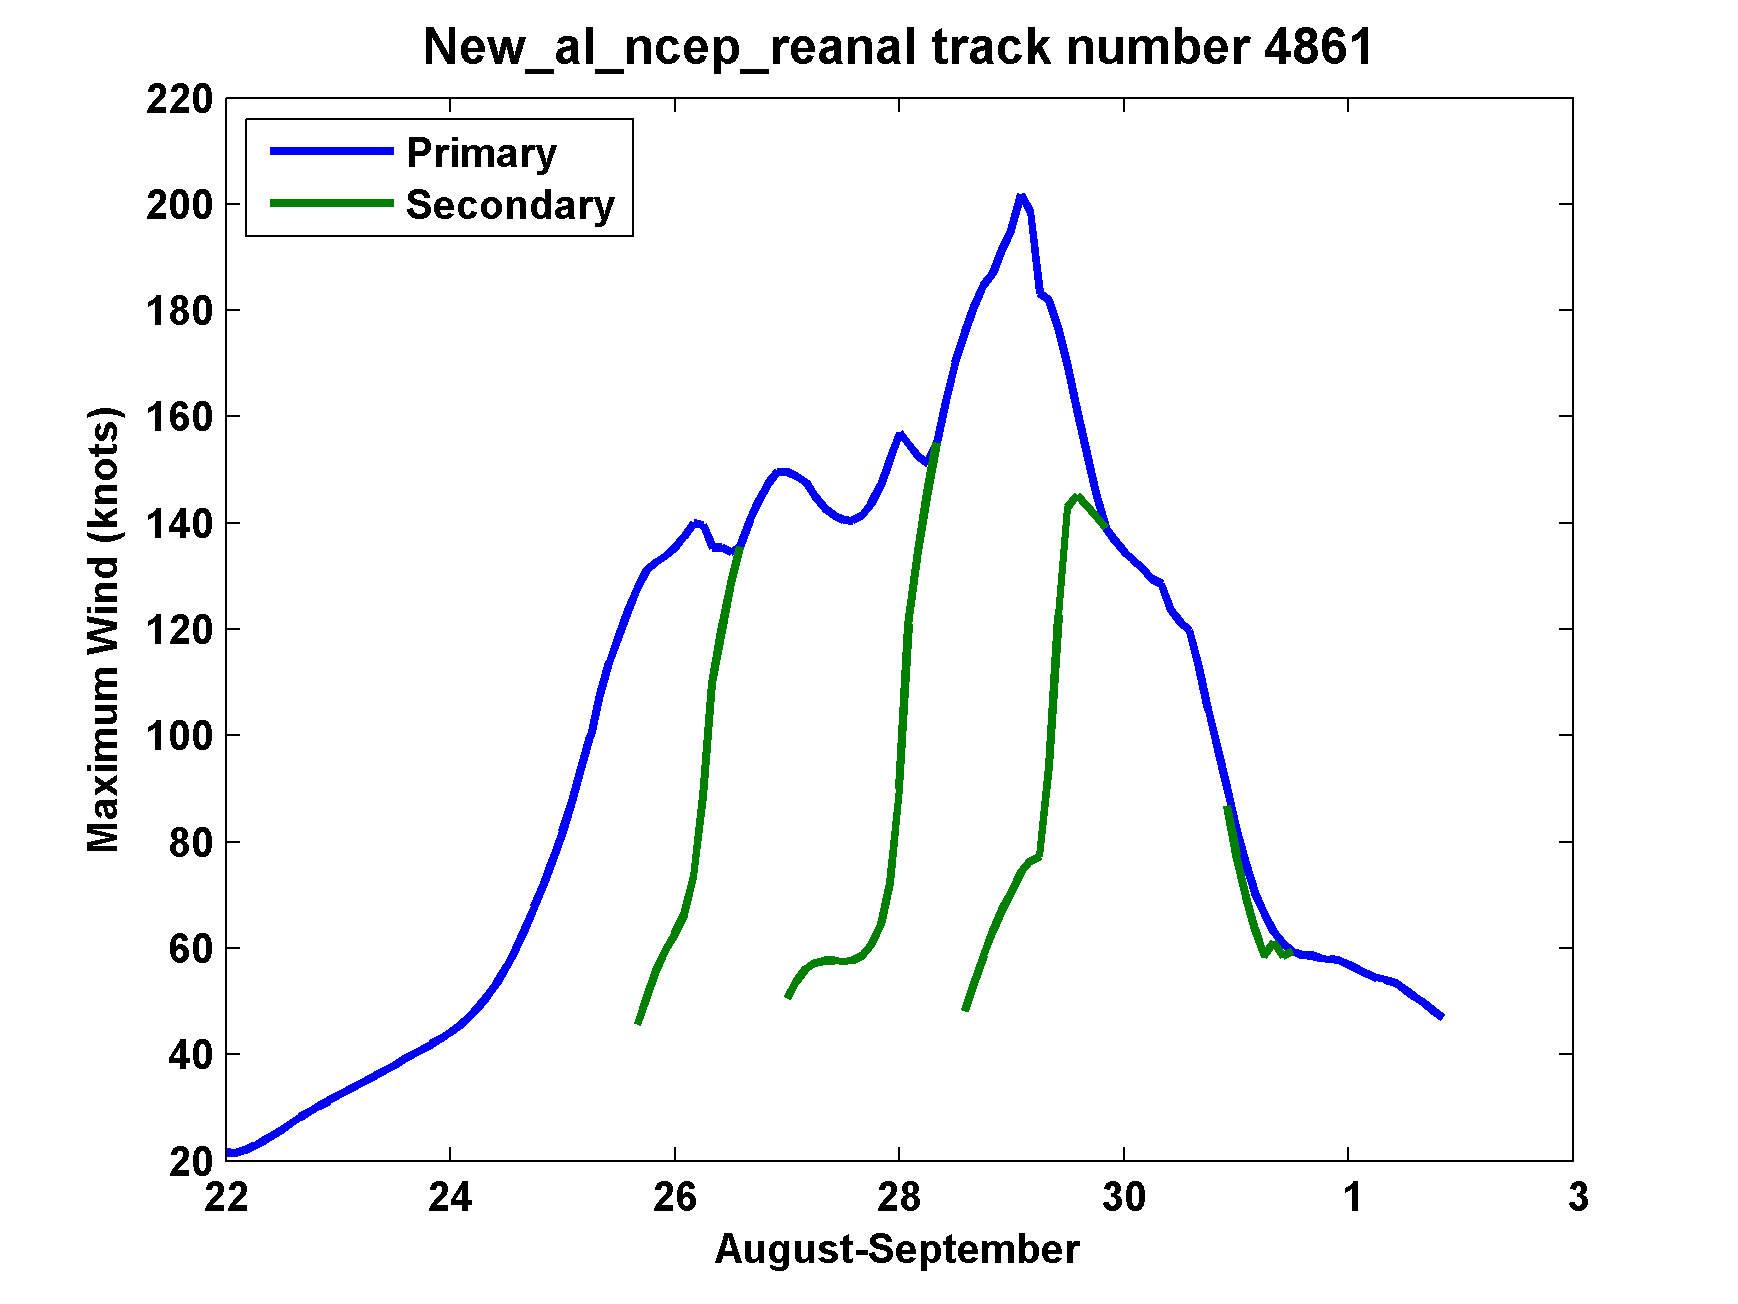 New_al_ncep_reanal track number 4861
220
200
180
160
140
120
100
80
60
40
20
Primary
Secondary
Maximum Wind (knots)
22 24 26 28 30 1 3
August-September